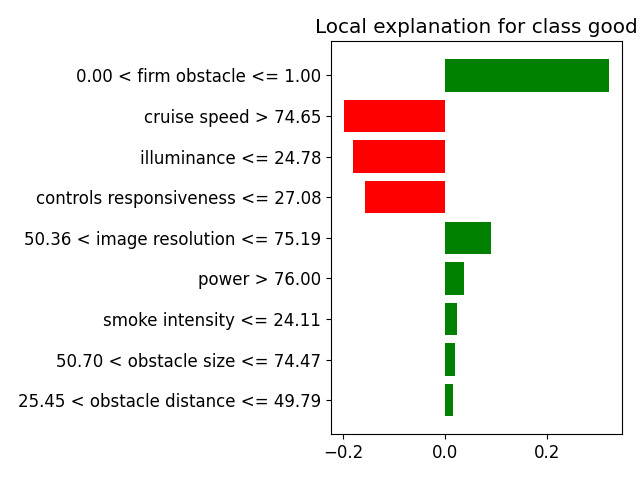 Local explanation for class good
0.00 < firm obstacle <= 1.00
cruise speed > 74.65
illuminance <= 24.78
controls responsiveness <= 27.08
50.36 < image resolution <= 75.19
power > 76.00
smoke intensity <= 24.11
50.70 < obstacle size <= 74.47
25.45 < obstacle distance <= 49.79
−0.2 0.0 0.2